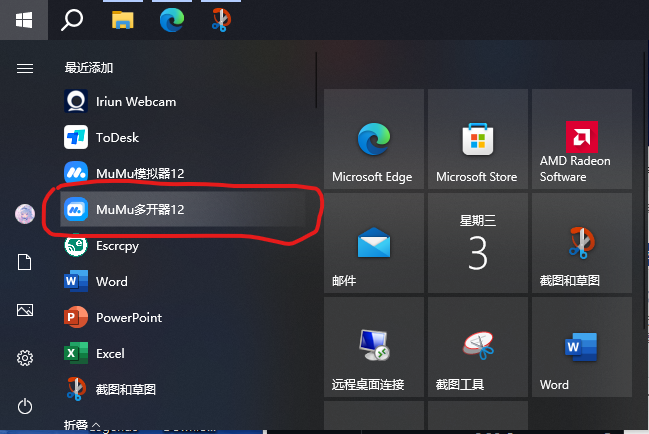 最近添加
Iriun Webcam
ToDesk
MuMu模拟器12
MuMu多开器12
Escrcpy
Word
PowerPoint
Excel
截图和草图
折叠
Microsoft Edge
Microsoft Store
AMD Radeon
Software
邮件
星期三
3
截图和草图
远程桌面连接
截图工具
Word